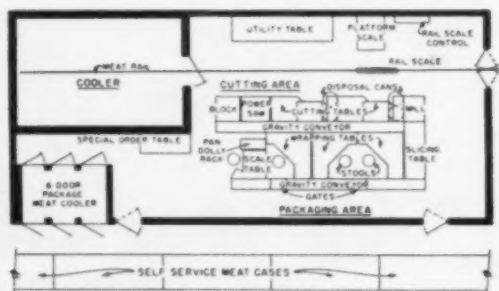 UTILITY TABLE
PLATFORM
SCALE
RAIL SCALE
CONTROL
MEAT RAIL
COOLER
RAIL SCALE
CUTTING AREA
DISPOSAL CANS
BLOCK
POWER
SAW
CUTTING TABLES
MILL
GRAVITY CONVEYOR
SPECIAL ORDER TABLE
PAN
DOLLY
RACK
WRAPPING TABLES
SCALE
TABLE
STOOLS
SLICING
TABLE
6 DOOR
PACKAGE
MEAT COOLER
GRAVITY CONVEYOR
GATES
PACKAGING AREA
SELF SERVICE MEAT CASES